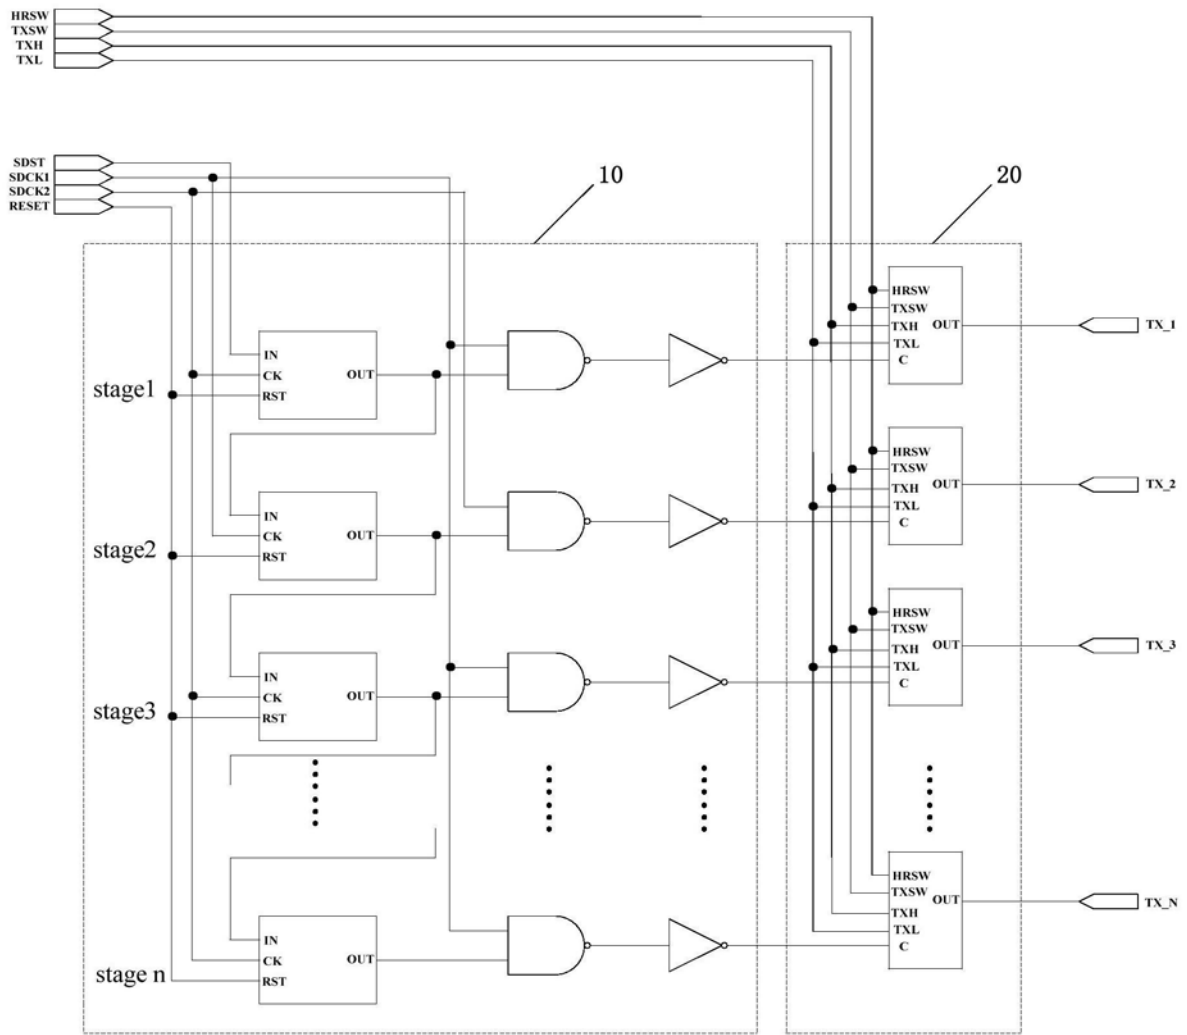 HRSW
TXSW
TXH
TXL
SDST
SDCK1
SDCK2
RESET
10
20
stage1
IN
CK
RST
OUT
HRSW
TXSW
TXH
TXL
C
OUT
TX_1
stage2
IN
CK
RST
OUT
HRSW
TXSW
TXH
TXL
C
OUT
TX_2
stage3
IN
CK
RST
OUT
HRSW
TXSW
TXH
TXL
C
OUT
TX_3
stage n
IN
CK
RST
OUT
HRSW
TXSW
TXH
TXL
C
OUT
TX_N